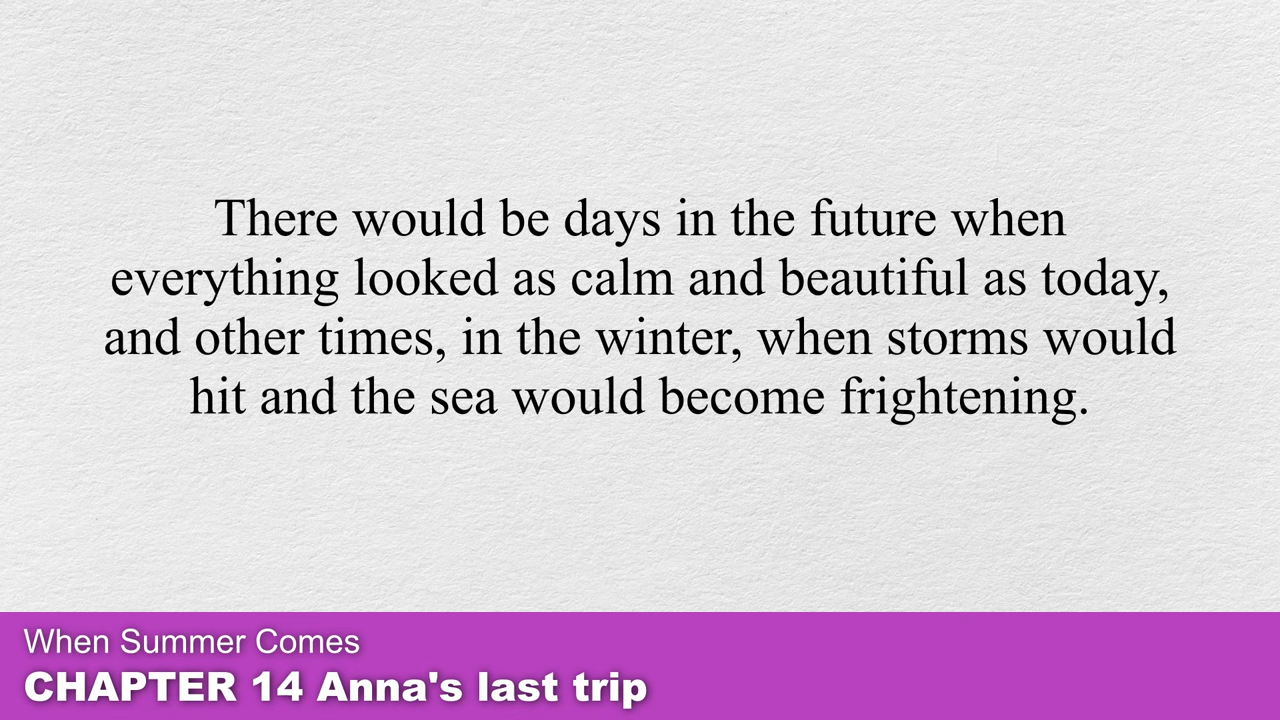 There would be days in the future when
everything looked as calm and beautiful as today,
and other times, in the winter, when storms would
hit and the sea would become frightening.
When Summer Comes
CHAPTER 14 Anna's last trip